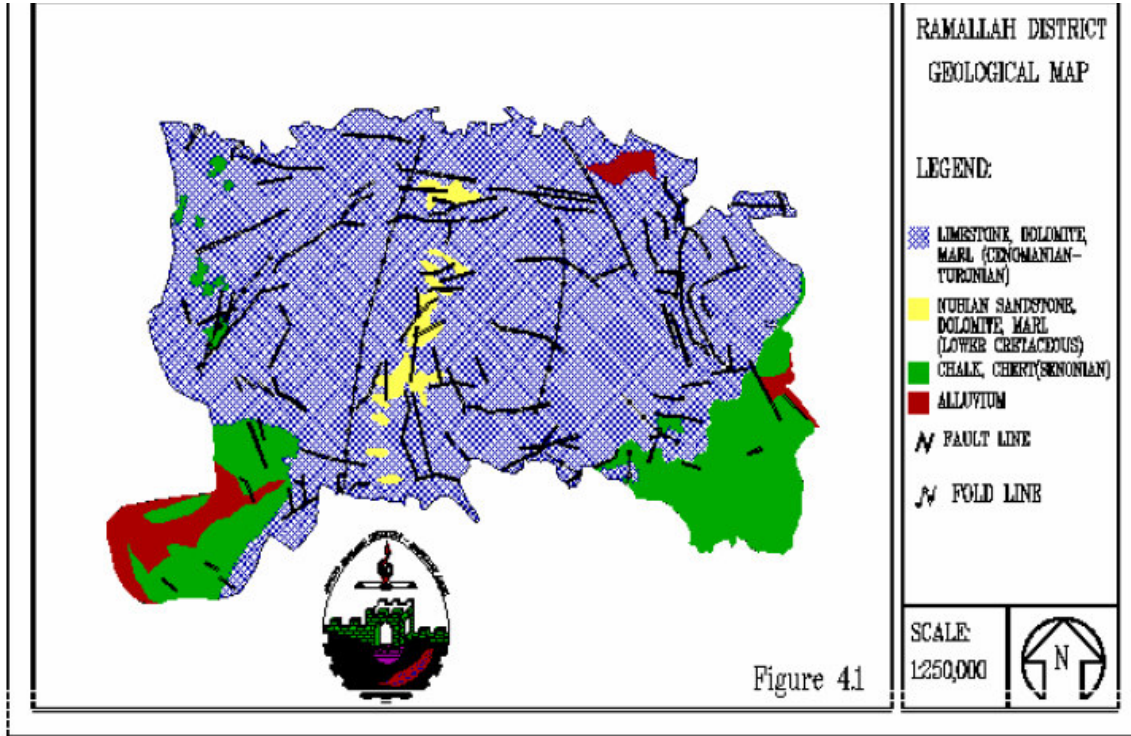 RAMALLAH DISTRICT
GEOLOGICAL MAP
LEGEND:
LIMESTONE, DOLOMITE,
MARL (CENOMANIAN-
TURONIAN)
NUBIAN SANDSTONE,
DOLOMITE, MARL
(LOWER CRETACEOUS)
CHALK, CHERT(SENONIAN)
ALLUVIUM
FAULT LINE
FOLD LINE
SCALE:
1:250,000
N
Figure 4.1